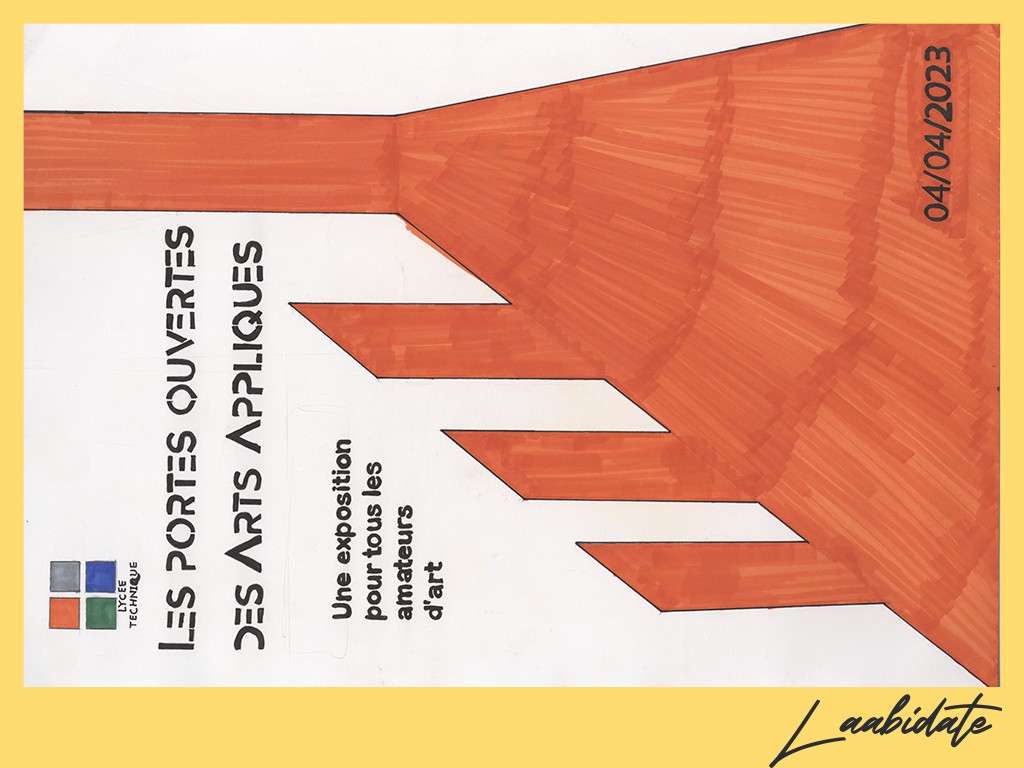 LYCEE
TECHNIQUE
LES PORTES OUVERTES
DES ARTS APPLIQUES
Une exposition
pour tous les
amateurs
d'art
04/04/2023
Laabidate